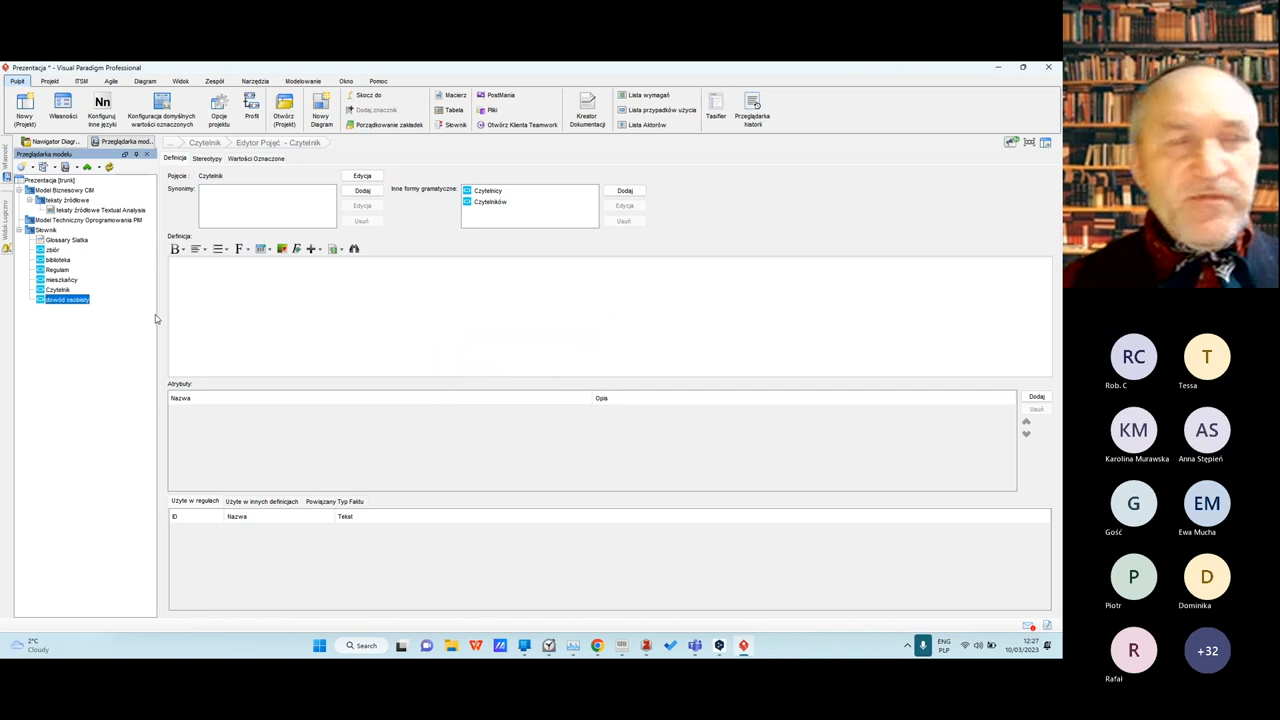 Prezentacja * - Visual Paradigm Professional
Pulpit Projekt ITSM Agile Diagram Widok Zespół Narzędzia Modelowanie Okno Pomoc
Nowy (Projekt)
Właśności
Konfiguruj Inne języki
Konfiguracja domyślnych wartości oznaczonych
Opcje projektu
Profil
Otwórz (Projekt)
Nowy Diagram
Skocz do
Dodaj znacznik
Porządkowanie zakładek
Macierz
Tabela
Słownik
PostMania
Pliki
Otwórz Klienta Teamwork
Kreator Dokumentacji
Lista wymagań
Lista przypadków użycia
Lista Aktorów
Tasifier
Przeglądarka historii
Navigator Diagr...
Przeglądarka mod...
... Czytelnik Edytor Pojęć - Czytelnik
Przeglądarka modelu
Prezentacja [trunk]
Model Biznesowy CIM
teksty źródłowe
teksty źródłowe Textual Analysis
Model Techniczny Oprogramowania PIM
Słownik
Glossary Siatka
zbiór
biblioteka
Regulam
mieszkańcy
Czytelnik
dowód osobisty
Widok Logiczny
Definicja Stereotypy Wartości Oznaczone
Pojęcie : Czytelnik Edycja
Synonimy: Dodaj
Edycja
Usuń
Inne formy gramatyczne: Czytelnicy Dodaj
Czytelników Edycja
Usuń
Definicja:
Atrybuty:
Nazwa Opis
Dodaj
Usuń
Użyte w regułach Użyte w innych definicjach Powiązany Typ Faktu
ID Nazwa Tekst
2°C
Cloudy
Search
ENG
PLP
12:27
10/03/2023
RC T
Rob. C Tessa
KM AS
Karolina Murawska Anna Stępień
G EM
Gość Ewa Mucha
P D
Piotr Dominika
R +32
Rafał